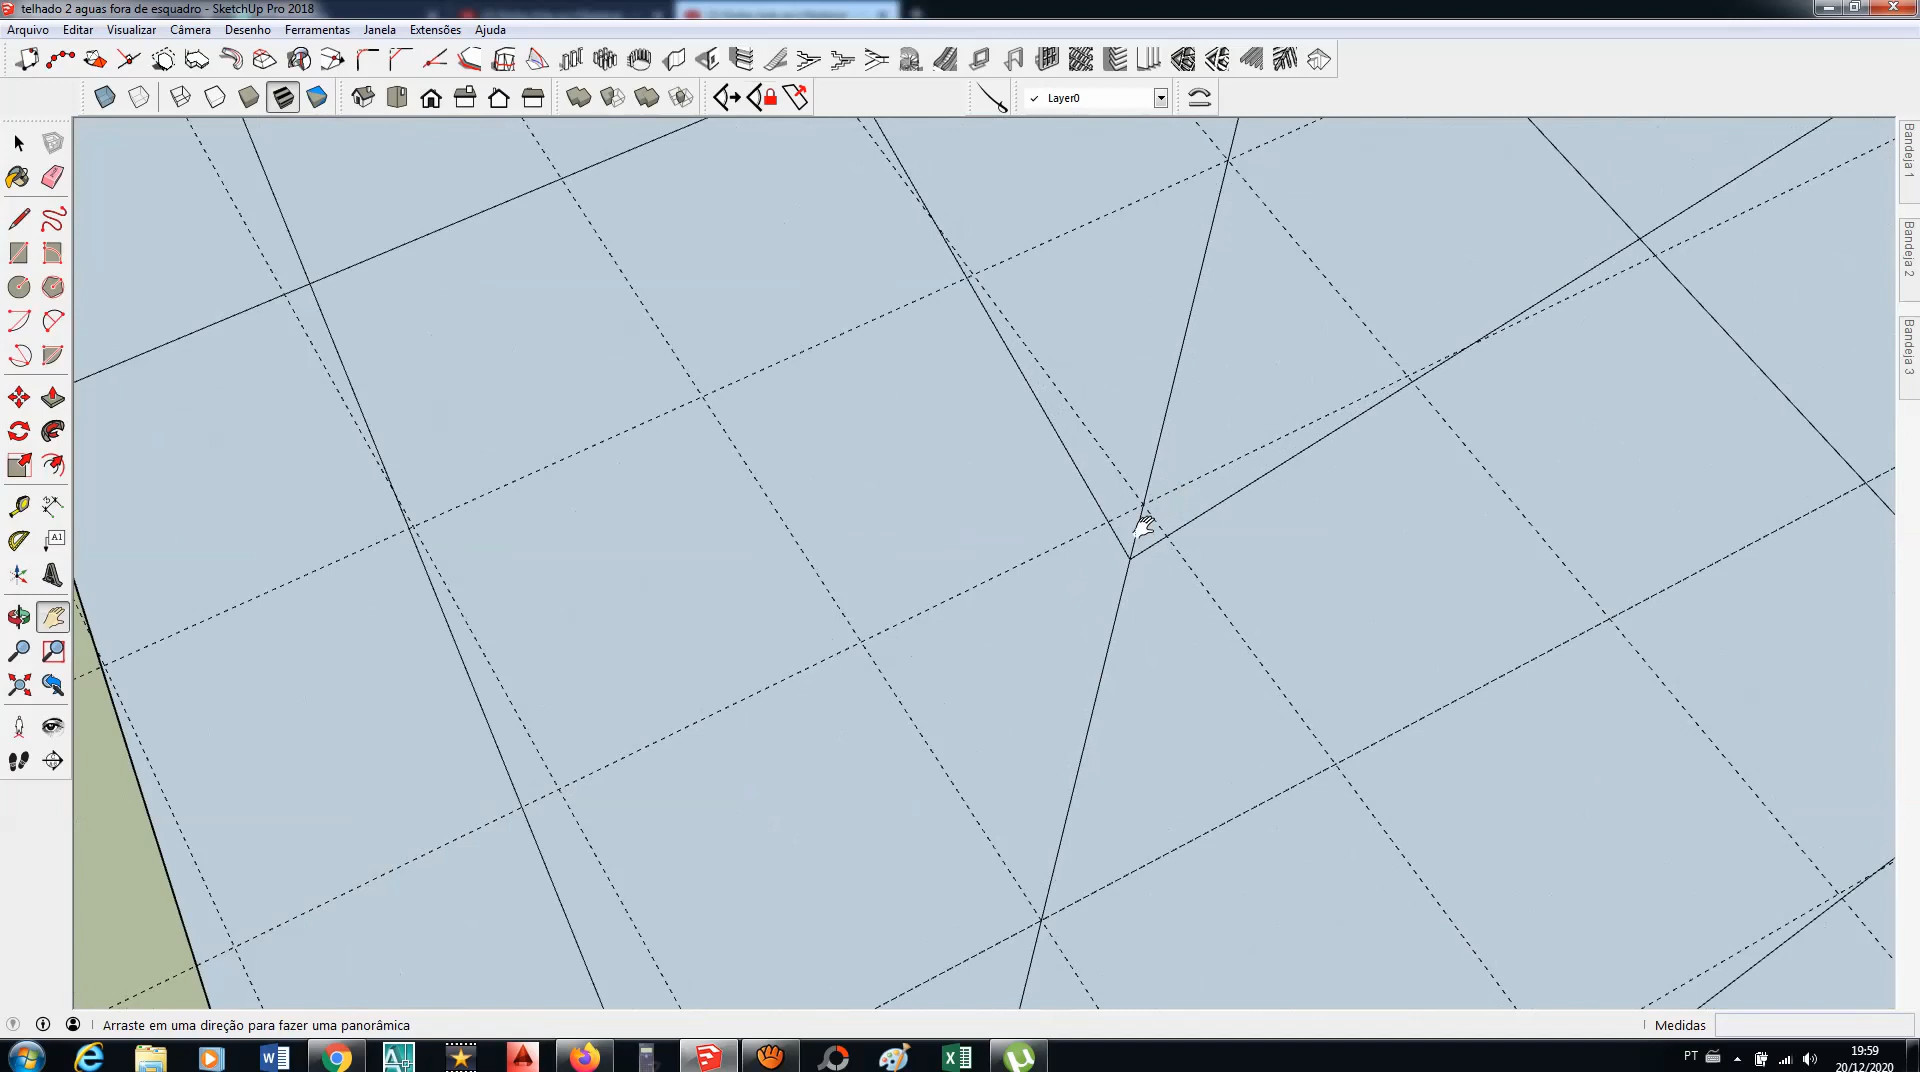 telhado 2 aguas fora de esquadro - SketchUp Pro 2018
Arquivo Editar Visualizar Câmera Desenho Ferramentas Janela Extensões Ajuda
Layer0
Bandeja 1
Bandeja 2
Bandeja 3
A1
Arraste em uma direção para fazer uma panorâmica
Medidas
PT
19:59
20/12/2020